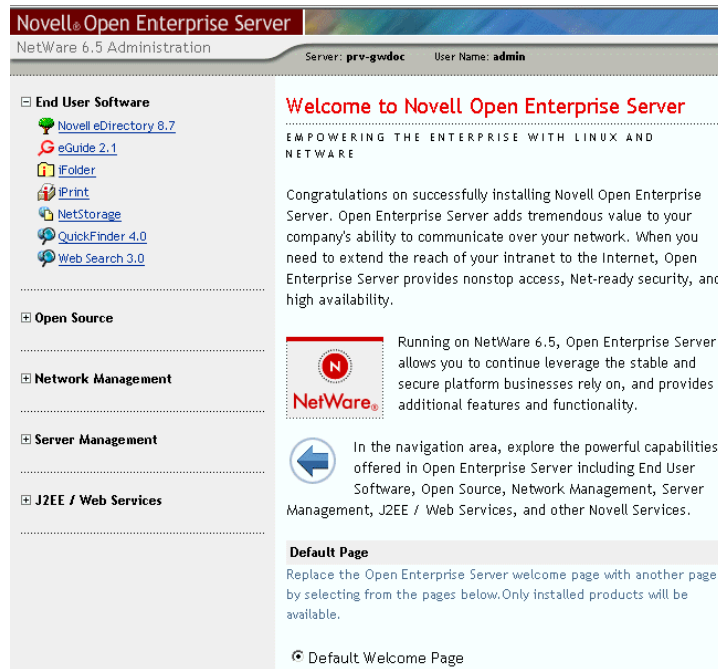 Novell® Open Enterprise Server
NetWare 6.5 Administration
Server: prv-gwdoc User Name: admin
End User Software
Novell eDirectory 8.7
eGuide 2.1
iFolder
iPrint
NetStorage
QuickFinder 4.0
Web Search 3.0
Open Source
Network Management
Server Management
J2EE / Web Services
Welcome to Novell Open Enterprise Server
EMPOWERING THE ENTERPRISE WITH LINUX AND
NETWARE
Congratulations on successfully installing Novell Open Enterprise
Server. Open Enterprise Server adds tremendous value to your
company's ability to communicate over your network. When you
need to extend the reach of your intranet to the Internet, Open
Enterprise Server provides nonstop access, Net-ready security, and
high availability.
N
NetWare®
Running on NetWare 6.5, Open Enterprise Server
allows you to continue leverage the stable and
secure platform businesses rely on, and provides
additional features and functionality.
In the navigation area, explore the powerful capabilities
offered in Open Enterprise Server including End User
Software, Open Source, Network Management, Server
Management, J2EE / Web Services, and other Novell Services.
Default Page
Replace the Open Enterprise Server welcome page with another page
by selecting from the pages below.Only installed products will be
available.
Default Welcome Page